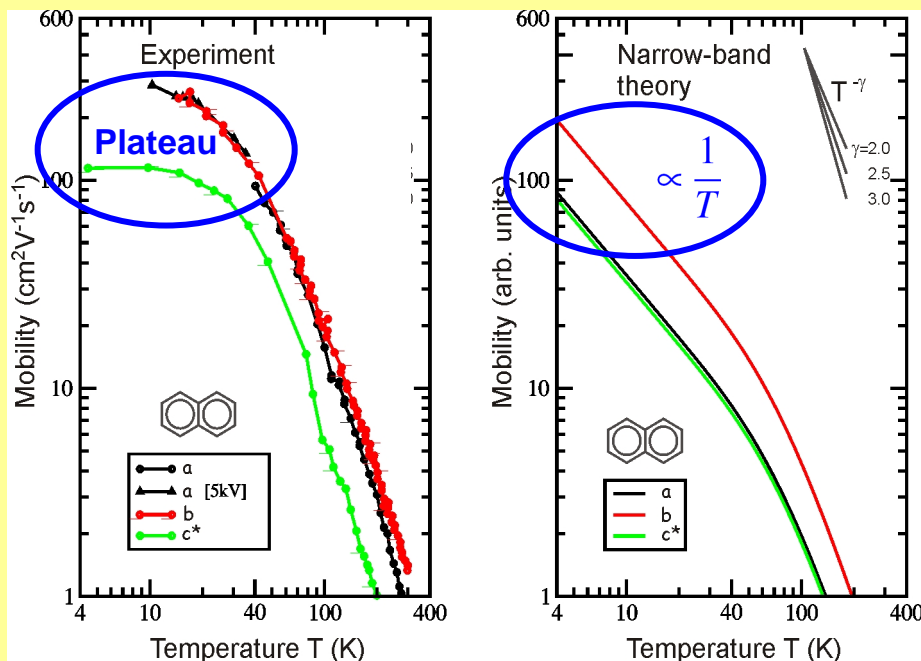 Experiment
Plateau
Mobility (cm²V⁻¹s⁻¹)
600
100
10
1
a
a [5kV]
b
c*
4 10 40 100 400
Temperature T (K)
Narrow-band
theory
T^-γ
γ=2.0
2.5
3.0
∝ 1/T
Mobility (arb. units)
600
100
10
1
a
b
c*
4 10 40 100 400
Temperature T (K)